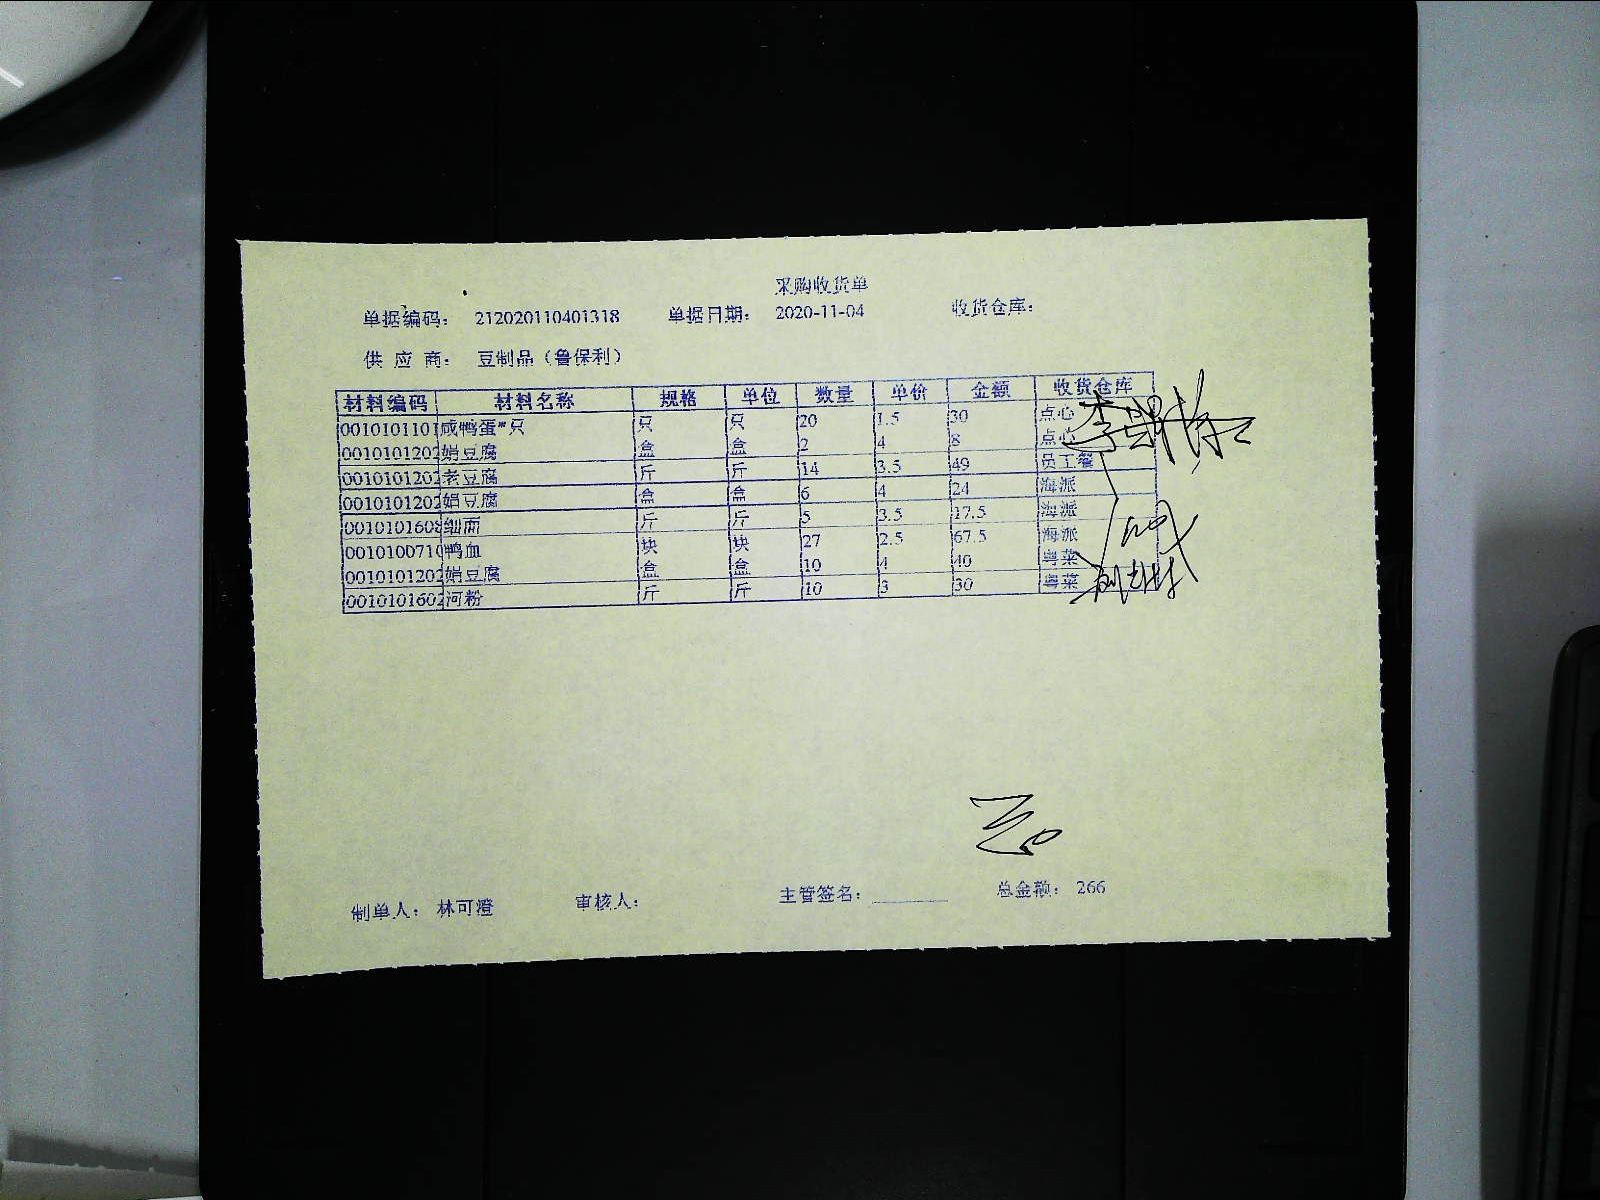 采购收货单
单据编码： 212020110401318 单据日期： 2020-11-04 收货仓库：
供 应 商： 豆制品（鲁保利）
材料编码 材料名称 规格 单位 数量 单价 金额 收货仓库
0010101101 咸鸭蛋*只 只 只 20 1.5 30 点心
0010101202 娟豆腐 盒 盒 2 4 8 点心
0010101202 老豆腐 斤 斤 14 3.5 49 员工餐
0010101202 娟豆腐 盒 盒 6 4 24 海派
0010101608 细面 斤 斤 5 3.5 17.5 海派
0010100710 鸭血 块 块 27 2.5 67.5 海派
0010101202 娟豆腐 盒 盒 10 4 40 粤菜
0010101602 河粉 斤 斤 10 3 30 粤菜
制单人： 林可澄 审核人： 主管签名： 总金额： 266